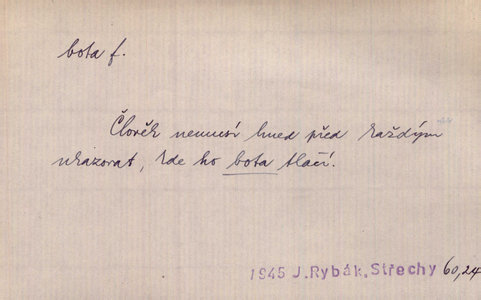 bota f.
Člověk nemusí hned před každým
ukazovat, kde ho bota tlačí.
1945 J. Rybák, Střechy 60,24